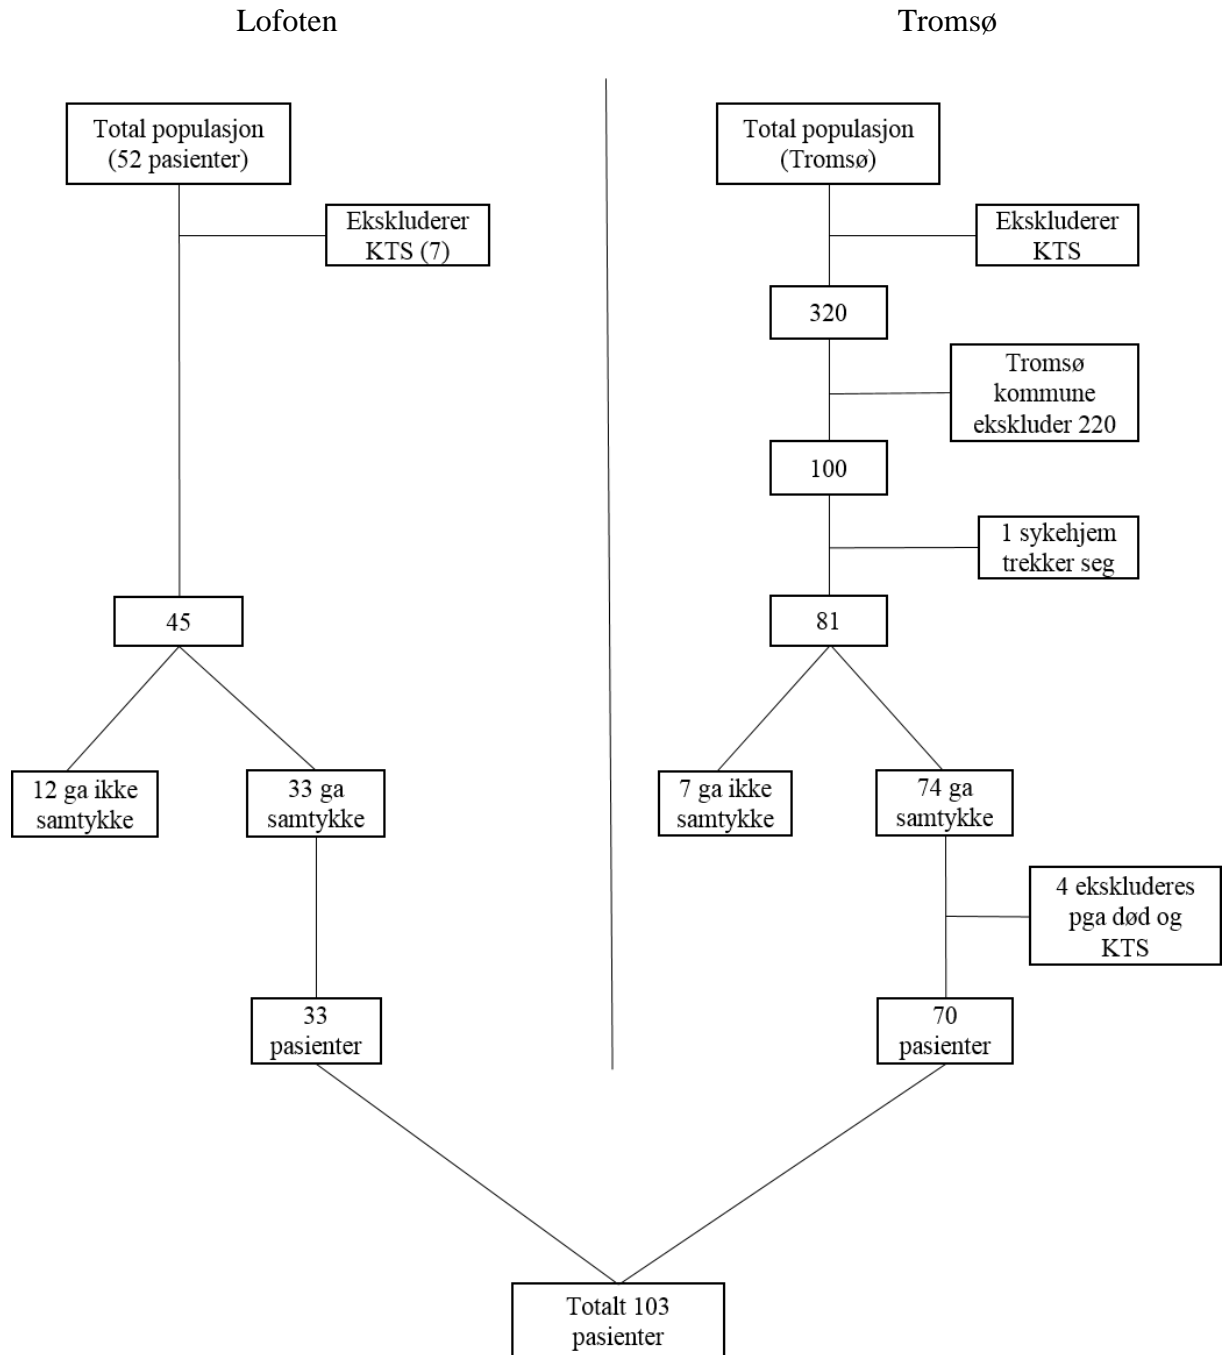 Lofoten
Tromsø
Total populasjon
(52 pasienter)
Ekskluderer
KTS (7)
45
12 ga ikke
samtykke
33 ga
samtykke
33
pasienter
Total populasjon
(Tromsø)
Ekskluderer
KTS
320
Tromsø
kommune
ekskluder 220
100
1 sykehjem
trekker seg
81
7 ga ikke
samtykke
74 ga
samtykke
4 ekskluderes
pga død og
KTS
70
pasienter
Totalt 103
pasienter